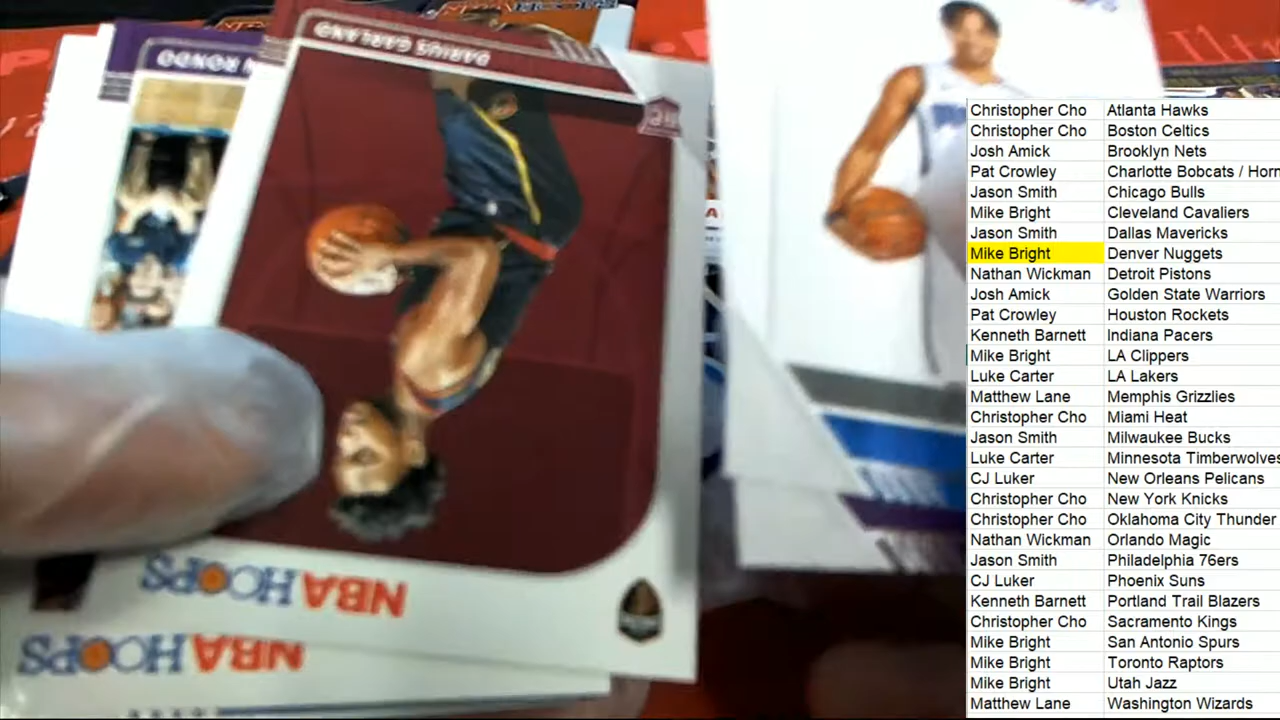 DARIUS GARLAND
N RONDO
RC
NBA HOOPS
NBA HOOPS
Christopher Cho Atlanta Hawks
Christopher Cho Boston Celtics
Josh Amick Brooklyn Nets
Pat Crowley Charlotte Bobcats / Horn
Jason Smith Chicago Bulls
Mike Bright Cleveland Cavaliers
Jason Smith Dallas Mavericks
Mike Bright Denver Nuggets
Nathan Wickman Detroit Pistons
Josh Amick Golden State Warriors
Pat Crowley Houston Rockets
Kenneth Barnett Indiana Pacers
Mike Bright LA Clippers
Luke Carter LA Lakers
Matthew Lane Memphis Grizzlies
Christopher Cho Miami Heat
Jason Smith Milwaukee Bucks
Luke Carter Minnesota Timberwolves
CJ Luker New Orleans Pelicans
Christopher Cho New York Knicks
Christopher Cho Oklahoma City Thunder
Nathan Wickman Orlando Magic
Jason Smith Philadelphia 76ers
CJ Luker Phoenix Suns
Kenneth Barnett Portland Trail Blazers
Christopher Cho Sacramento Kings
Mike Bright San Antonio Spurs
Mike Bright Toronto Raptors
Mike Bright Utah Jazz
Matthew Lane Washington Wizards